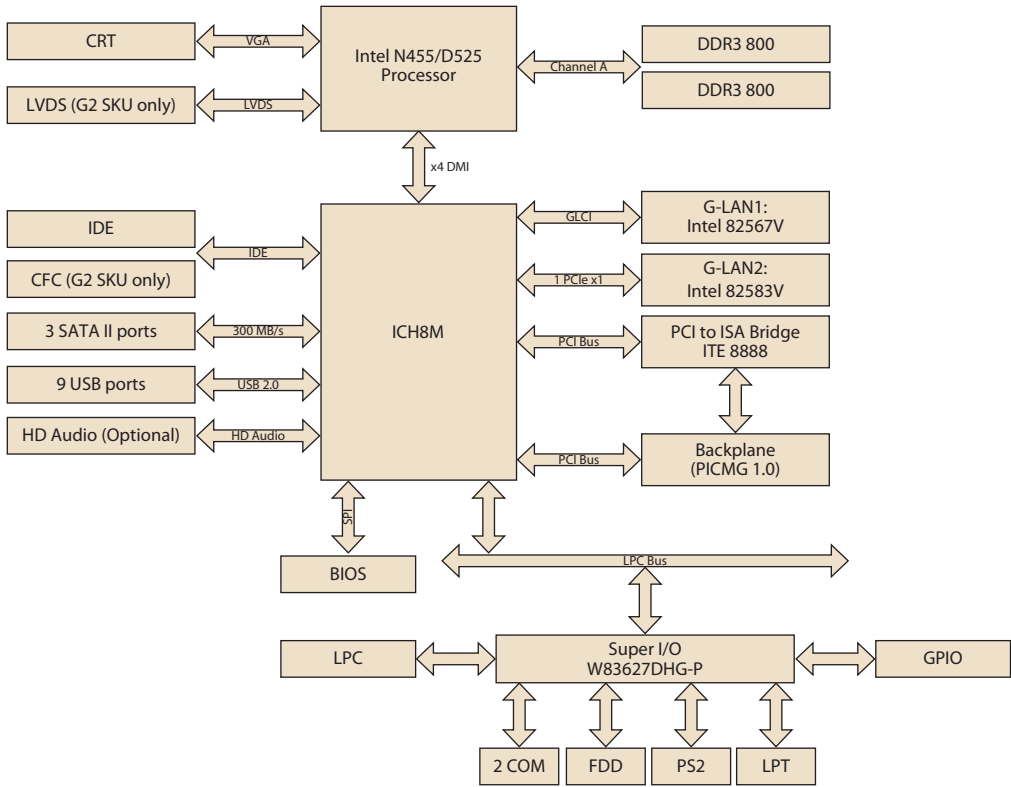 CRT
VGA
Intel N455/D525
Processor
Channel A
DDR3 800
DDR3 800
LVDS (G2 SKU only)
LVDS
x4 DMI
IDE
CFC (G2 SKU only)
IDE
3 SATA II ports
300 MB/s
9 USB ports
USB 2.0
HD Audio (Optional)
HD Audio
ICH8M
GLCI
G-LAN1:
Intel 82567V
1 PCIe x1
G-LAN2:
Intel 82583V
PCI Bus
PCI to ISA Bridge
ITE 8888
PCI Bus
Backplane
(PICMG 1.0)
SPI
BIOS
LPC Bus
LPC
Super I/O
W83627DHG-P
GPIO
2 COM
FDD
PS2
LPT